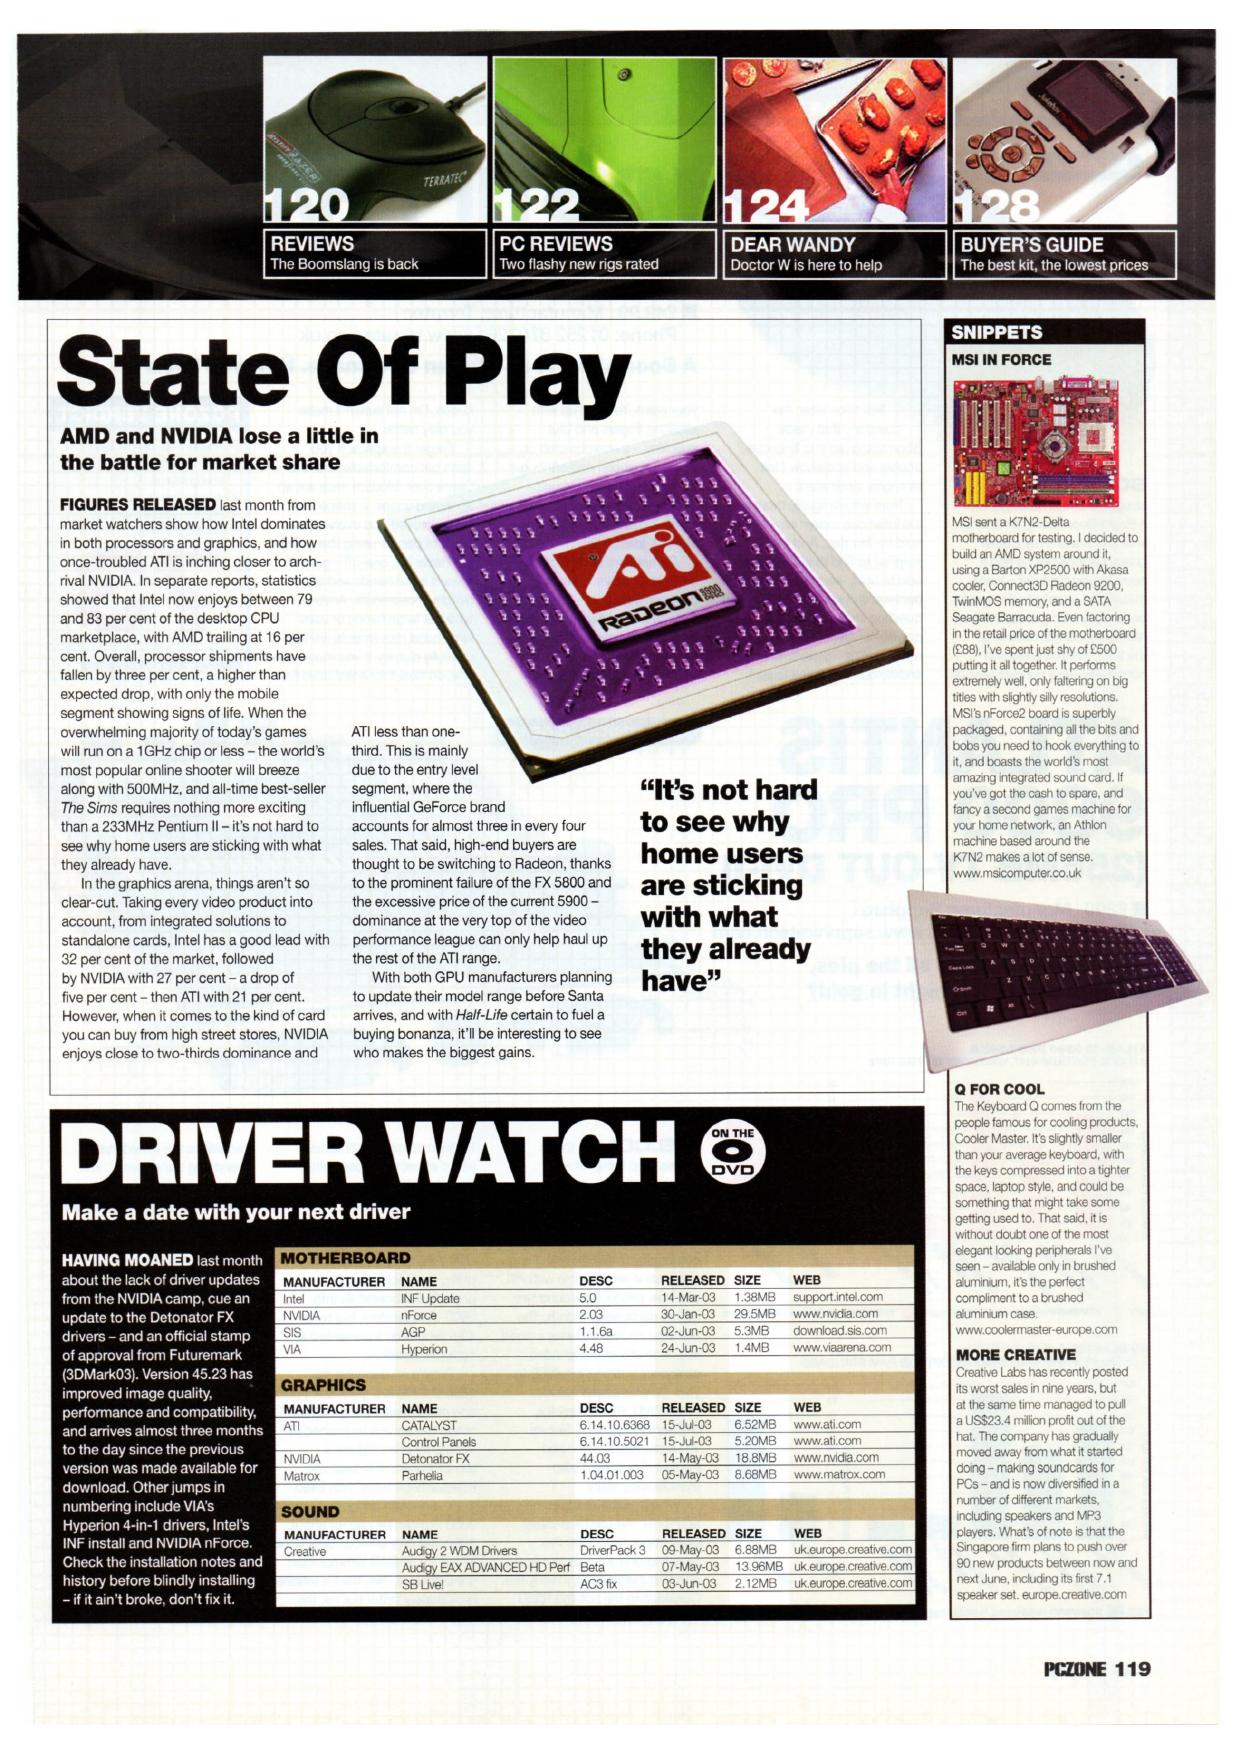 120
REVIEWS
The Boomslang is back
122
PC REVIEWS
Two flashy new rigs rated
124
DEAR WANDY
Doctor W is here to help
128
BUYER'S GUIDE
The best kit, the lowest prices
RAZER
TERRATEC
State Of Play
AMD and NVIDIA lose a little in
the battle for market share
FIGURES RELEASED last month from
market watchers show how Intel dominates
in both processors and graphics, and how
once-troubled ATI is inching closer to arch-
rival NVIDIA. In separate reports, statistics
showed that Intel now enjoys between 79
and 83 per cent of the desktop CPU
marketplace, with AMD trailing at 16 per
cent. Overall, processor shipments have
fallen by three per cent, a higher than
expected drop, with only the mobile
segment showing signs of life. When the
overwhelming majority of today's games
will run on a 1GHz chip or less – the world's
most popular online shooter will breeze
along with 500MHz, and all-time best-seller
The Sims requires nothing more exciting
than a 233MHz Pentium II – it's not hard to
see why home users are sticking with what
they already have.
In the graphics arena, things aren't so
clear-cut. Taking every video product into
account, from integrated solutions to
standalone cards, Intel has a good lead with
32 per cent of the market, followed
by NVIDIA with 27 per cent – a drop of
five per cent – then ATI with 21 per cent.
However, when it comes to the kind of card
you can buy from high street stores, NVIDIA
enjoys close to two-thirds dominance and
ATI less than one-
third. This is mainly
due to the entry level
segment, where the
influential GeForce brand
accounts for almost three in every four
sales. That said, high-end buyers are
thought to be switching to Radeon, thanks
to the prominent failure of the FX 5800 and
the excessive price of the current 5900 –
dominance at the very top of the video
performance league can only help haul up
the rest of the ATI range.
With both GPU manufacturers planning
to update their model range before Santa
arrives, and with Half-Life certain to fuel a
buying bonanza, it'll be interesting to see
who makes the biggest gains.
ATI
RADEON
"It's not hard
to see why
home users
are sticking
with what
they already
have"
SNIPPETS
MSI IN FORCE
MSI sent a K7N2-Delta
motherboard for testing. I decided to
build an AMD system around it,
using a Barton XP2500 with Akasa
cooler, Connect3D Radeon 9200,
TwinMOS memory, and a SATA
Seagate Barracuda. Even factoring
in the retail price of the motherboard
(£88), I've spent just shy of £500
putting it all together. It performs
extremely well, only faltering on big
titles with slightly silly resolutions.
MSI's nForce2 board is superbly
packaged, containing all the bits and
bobs you need to hook everything to
it, and boasts the world's most
amazing integrated sound card. If
you've got the cash to spare, and
fancy a second games machine for
your home network, an Athlon
machine based around the
K7N2 makes a lot of sense.
www.msicomputer.co.uk
Q FOR COOL
The Keyboard Q comes from the
people famous for cooling products,
Cooler Master. It's slightly smaller
than your average keyboard, with
the keys compressed into a tighter
space, laptop style, and could be
something that might take some
getting used to. That said, it is
without doubt one of the most
elegant looking peripherals I've
seen – available only in brushed
aluminium, it's the perfect
compliment to a brushed
aluminium case.
www.coolermaster-europe.com
MORE CREATIVE
Creative Labs has recently posted
its worst sales in nine years, but
at the same time managed to pull
a US$23.4 million profit out of the
hat. The company has gradually
moved away from what it started
doing – making soundcards for
PCs – and is now diversified in a
number of different markets,
including speakers and MP3
players. What's of note is that the
Singapore firm plans to push over
90 new products between now and
next June, including its first 7.1
speaker set. europe.creative.com
DRIVER WATCH
ON THE
DVD
Make a date with your next driver
HAVING MOANED last month
about the lack of driver updates
from the NVIDIA camp, cue an
update to the Detonator FX
drivers – and an official stamp
of approval from Futuremark
(3DMark03). Version 45.23 has
improved image quality,
performance and compatibility,
and arrives almost three months
to the day since the previous
version was made available for
download. Other jumps in
numbering include VIA's
Hyperion 4-in-1 drivers, Intel's
INF install and NVIDIA nForce.
Check the installation notes and
history before blindly installing
– if it ain't broke, don't fix it.
MOTHERBOARD
MANUFACTURER NAME DESC RELEASED SIZE WEB
Intel INF Update 5.0 14-Mar-03 1.38MB support.intel.com
NVIDIA nForce 2.03 30-Jan-03 29.5MB www.nvidia.com
SIS AGP 1.1.6a 02-Jun-03 5.3MB download.sis.com
VIA Hyperion 4.48 24-Jun-03 1.4MB www.viaarena.com
GRAPHICS
MANUFACTURER NAME DESC RELEASED SIZE WEB
ATI CATALYST 6.14.10.6368 15-Jul-03 6.52MB www.ati.com
Control Panels 6.14.10.5021 15-Jul-03 5.20MB www.ati.com
NVIDIA Detonator FX 44.03 14-May-03 18.8MB www.nvidia.com
Matrox Parhelia 1.04.01.003 05-May-03 8.68MB www.matrox.com
SOUND
MANUFACTURER NAME DESC RELEASED SIZE WEB
Creative Audigy 2 WDM Drivers DriverPack 3 09-May-03 6.88MB uk.europe.creative.com
Audigy EAX ADVANCED HD Perf Beta 07-May-03 13.96MB uk.europe.creative.com
SB Live! AC3 fix 03-Jun-03 2.12MB uk.europe.creative.com
PCZONE 119